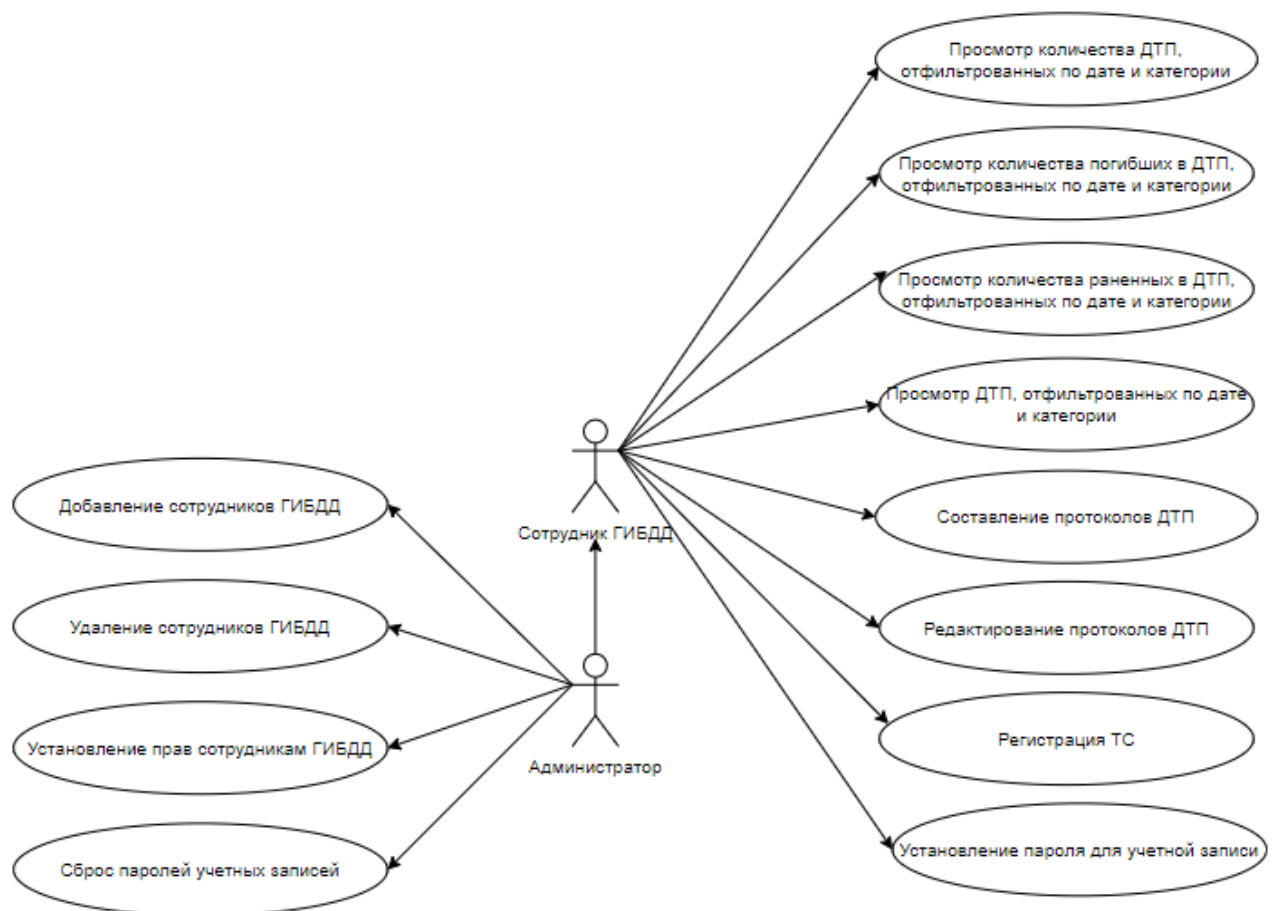 Просмотр количества ДТП,
отфильтрованных по дате и категории
Просмотр количества погибших в ДТП,
отфильтрованных по дате и категории
Просмотр количества раненных в ДТП,
отфильтрованных по дате и категории
Просмотр ДТП, отфильтрованных по дате
и категории
Сотрудник ГИБДД
Составление протоколов ДТП
Редактирование протоколов ДТП
Регистрация ТС
Установление пароля для учетной записи
Добавление сотрудников ГИБДД
Удаление сотрудников ГИБДД
Установление прав сотрудникам ГИБДД
Сброс паролей учетных записей
Администратор